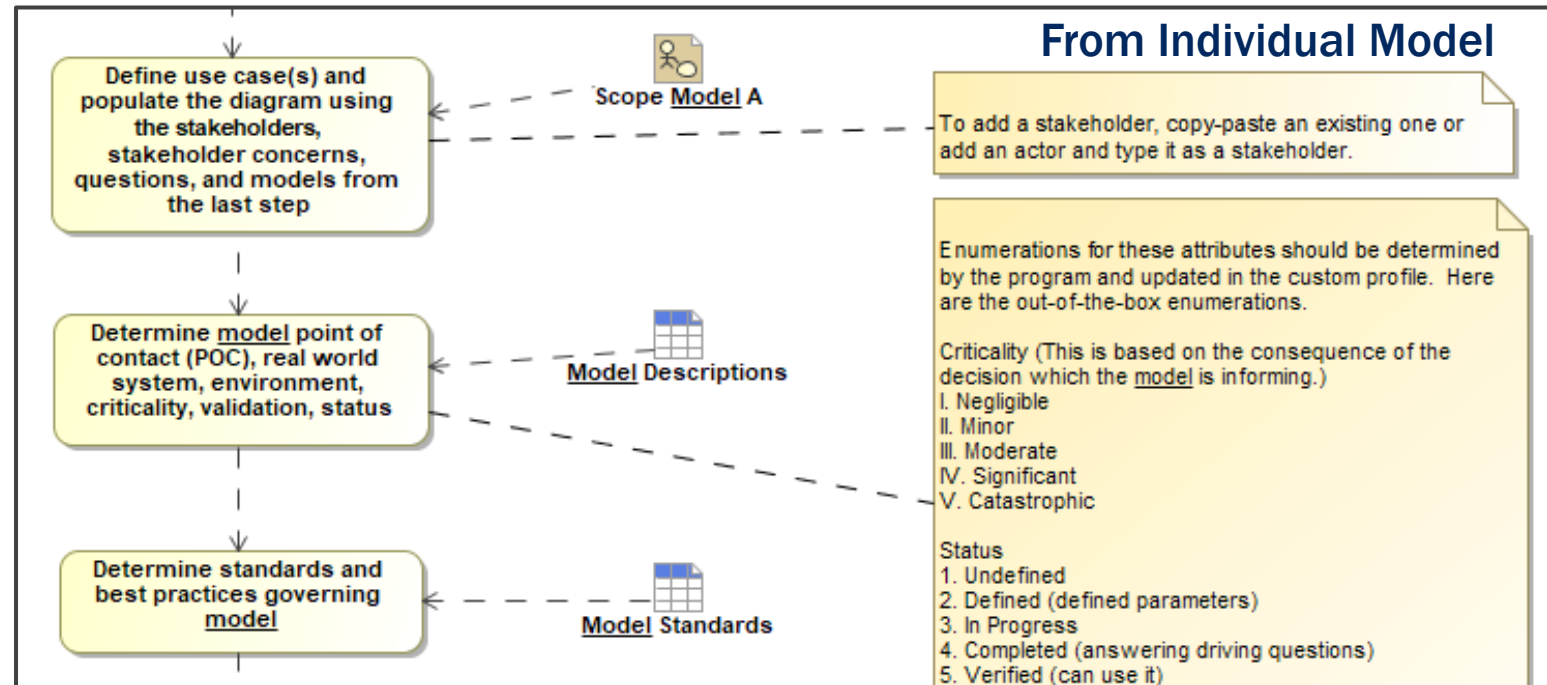 From Individual Model
Define use case(s) and
populate the diagram using
the stakeholders,
stakeholder concerns,
questions, and models from
the last step
Scope Model A
To add a stakeholder, copy-paste an existing one or
add an actor and type it as a stakeholder.
Determine model point of
contact (POC), real world
system, environment,
criticality, validation, status
Model Descriptions
Enumerations for these attributes should be determined
by the program and updated in the custom profile. Here
are the out-of-the-box enumerations.
Criticality (This is based on the consequence of the
decision which the model is informing.)
I. Negligible
II. Minor
III. Moderate
IV. Significant
V. Catastrophic
Status
1. Undefined
2. Defined (defined parameters)
3. In Progress
4. Completed (answering driving questions)
5. Verified (can use it)
Determine standards and
best practices governing
model
Model Standards